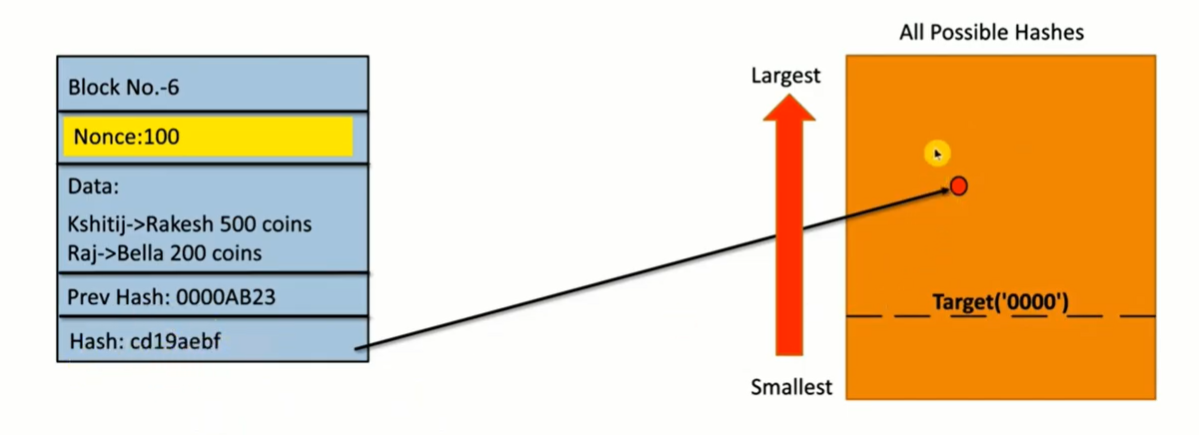 Block No.-6
Nonce:100
Data:
Kshitij->Rakesh 500 coins
Raj->Bella 200 coins
Prev Hash: 0000AB23
Hash: cd19aebf
All Possible Hashes
Largest
Target('0000')
Smallest